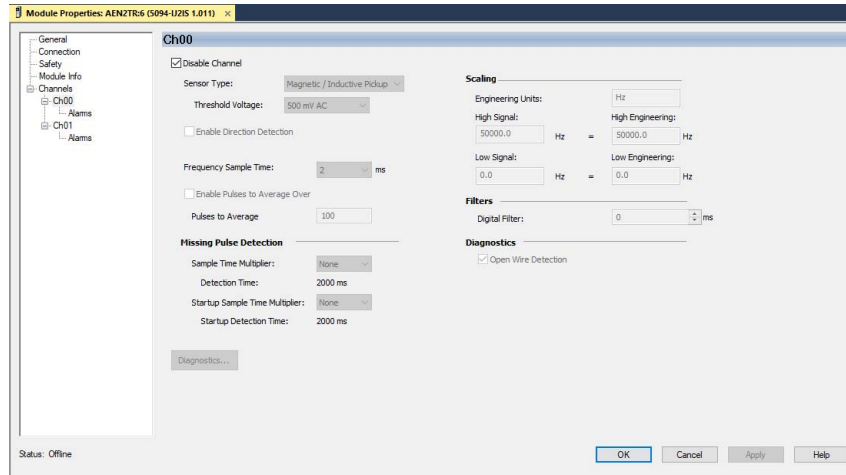 Module Properties: AEN2TR:6 (5094-IJ2IS 1.011) ×
General
Connection
Safety
Module Info
Channels
Ch00
Alarms
Ch01
Alarms
Ch00
Disable Channel
Sensor Type: Magnetic / Inductive Pickup
Threshold Voltage: 500 mV AC
Enable Direction Detection
Frequency Sample Time: 2 ms
Enable Pulses to Average Over
Pulses to Average 100
Missing Pulse Detection
Sample Time Multiplier: None
Detection Time: 2000 ms
Startup Sample Time Multiplier: None
Startup Detection Time: 2000 ms
Diagnostics...
Scaling
Engineering Units: Hz
High Signal: High Engineering:
50000.0 Hz = 50000.0 Hz
Low Signal: Low Engineering:
0.0 Hz = 0.0 Hz
Filters
Digital Filter: 0 ms
Diagnostics
Open Wire Detection
Status: Offline
OK Cancel Apply Help